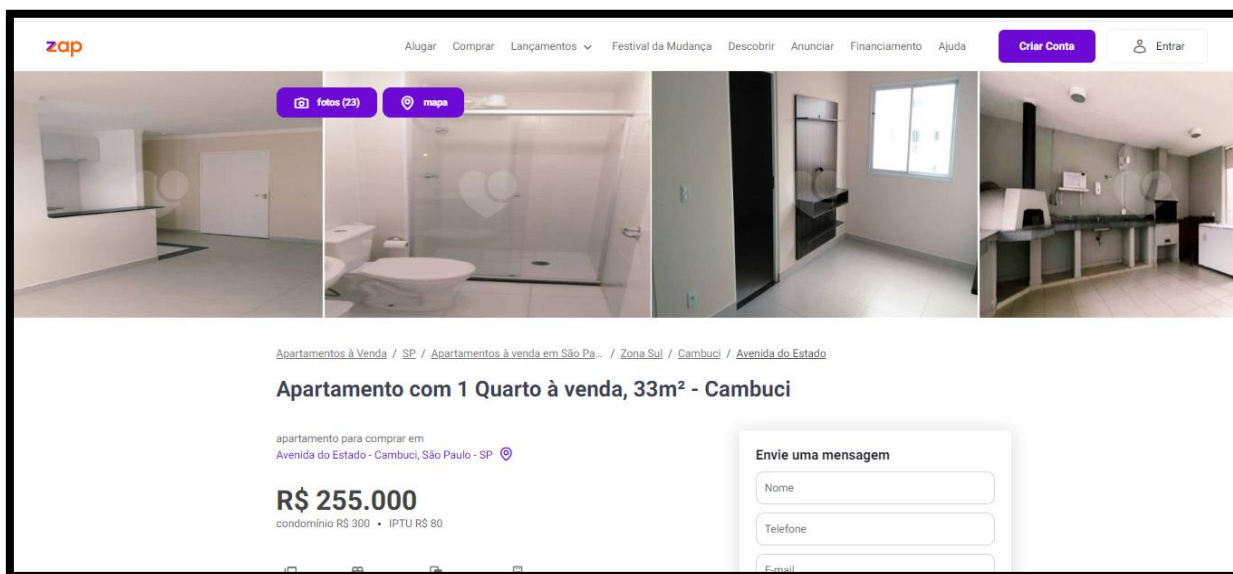 zap
Alugar Comprar Lançamentos Festival da Mudança Descobrir Anunciar Financiamento Ajuda Criar Conta Entrar
fotos (23) mapa
Apartamentos à Venda / SP / Apartamentos à venda em São Pa... / Zona Sul / Cambuci / Avenida do Estado
Apartamento com 1 Quarto à venda, 33m² - Cambuci
apartamento para comprar em
Avenida do Estado - Cambuci, São Paulo - SP
R$ 255.000
condomínio R$ 300 • IPTU R$ 80
Envie uma mensagem
Nome
Telefone
E-mail